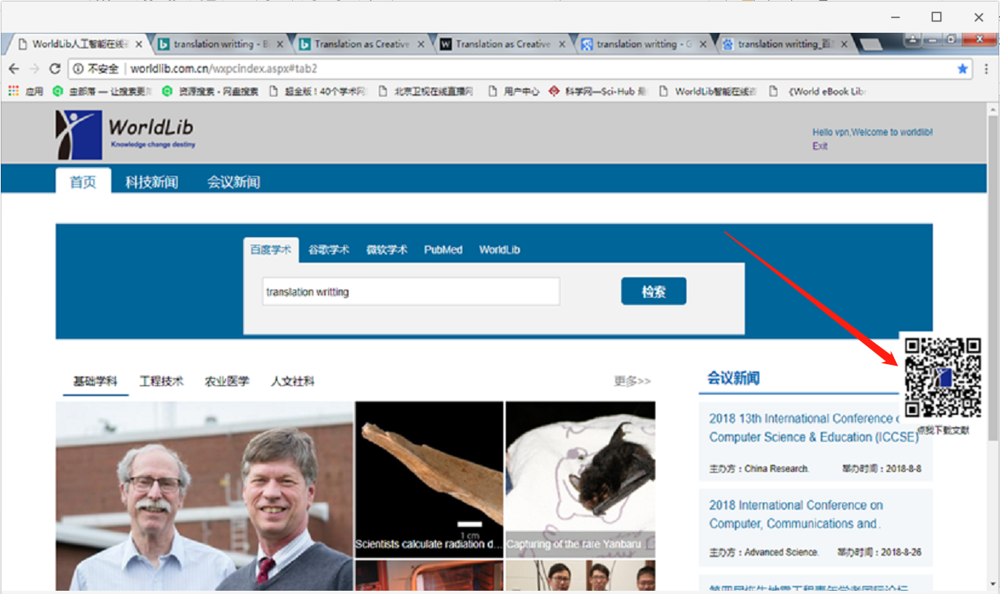 WorldLib人工智能在线
translation writting - B
Translation as Creative
Translation as Creative
translation writting - G
translation writting_百
不安全 | worldlib.com.cn/wxpcindex.aspx#tab2
应用
虫部落 — 让搜索更
资源搜索 - 网盘搜索
超全版！40个学术网
北京卫视在线直播网
用户中心
科学网—Sci-Hub 最
WorldLib智能在线
《World eBook Lib
WorldLib
Knowledge change destiny
Hello vpn,Welcome to worldlib!
Exit
首页
科技新闻
会议新闻
百度学术
谷歌学术
微软学术
PubMed
WorldLib
translation writting
检索
基础学科
工程技术
农业医学
人文社科
更多>>
1 cm
Scientists calculate radiation d...
Capturing of the rare Yanbaru ...
会议新闻
2018 13th International Conference
Computer Science & Education (ICCSE)
主办方：China Research.
举办时间：2018-8-8
2018 International Conference on
Computer, Communications and .
主办方：Advanced Science.
举办时间：2018-8-26
点我下载文献